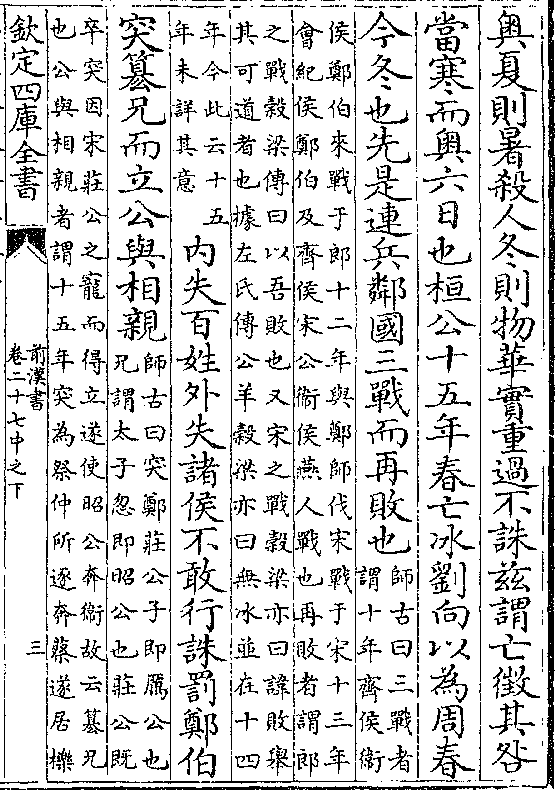 奥夏則暑殺人冬則物華實重過不誅兹謂亡徵其咎
當寒而奥六日也桓公十五年春亡冰劉向以為周春
今冬也先是連兵鄰國三戰而再敗也
師古曰三戰者
謂十年齊侯衛
侯鄭伯來戰于郎十二年與鄭師伐宋戰于宋十三年
會紀侯鄭伯及齊侯宋公衞侯燕人戰也再敗者謂郎
之戰穀梁傳曰以吾敗也又宋之戰穀梁亦曰諱敗舉
其可道者也據左氏傳公羊穀梁亦曰無冰並在十四
年今此云十五
年未詳其意
内失百姓外失諸侯不敢行誅罰鄭伯
突簒兄而立公與相親
師古曰突鄭莊公子即厲公也
兄謂太子忽即昭公也莊公既
卒突因宋莊公之寵而得立遂使昭公奔衛故云簒兄
也公與相親者謂十五年突為祭仲所逐奔蔡遂居櫟
欽定四庫全書
前漢書
卷二十七中之下
三